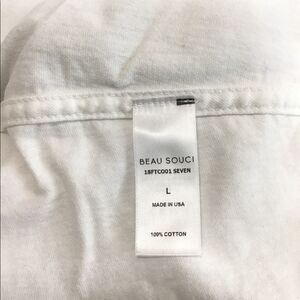 BEAU SOUCI
18FTC001 SEVEN
L
MADE IN USA
100% COTTON